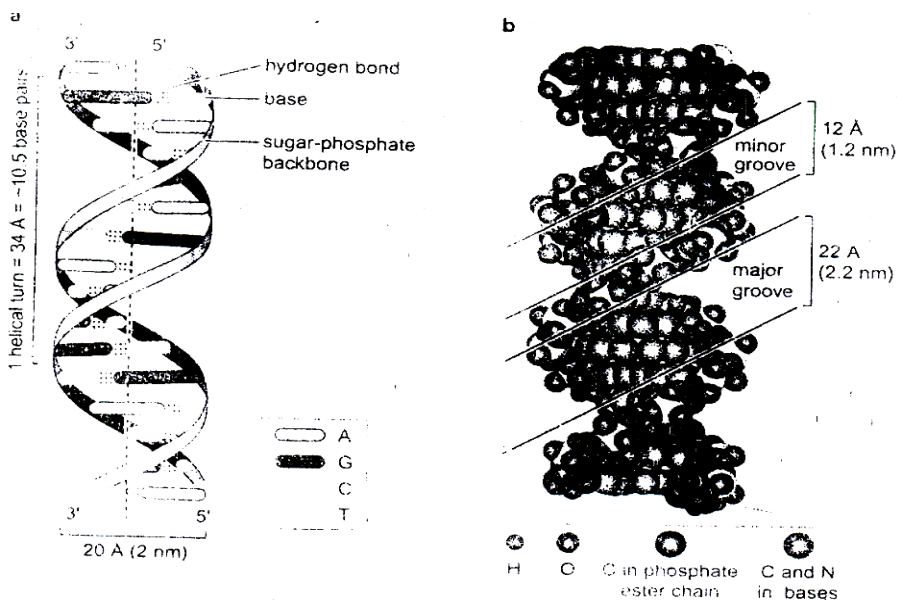 a
3'
5'
hydrogen bond
base
sugar-phosphate
backbone
1 helical turn = 34 Å = ~10.5 base pairs
A
G
C
T
3'
5'
20 Å (2 nm)
b
12 Å
(1.2 nm)
minor
groove
22 Å
(2.2 nm)
major
groove
H
O
C in phosphate
ester chain
C and N
in bases